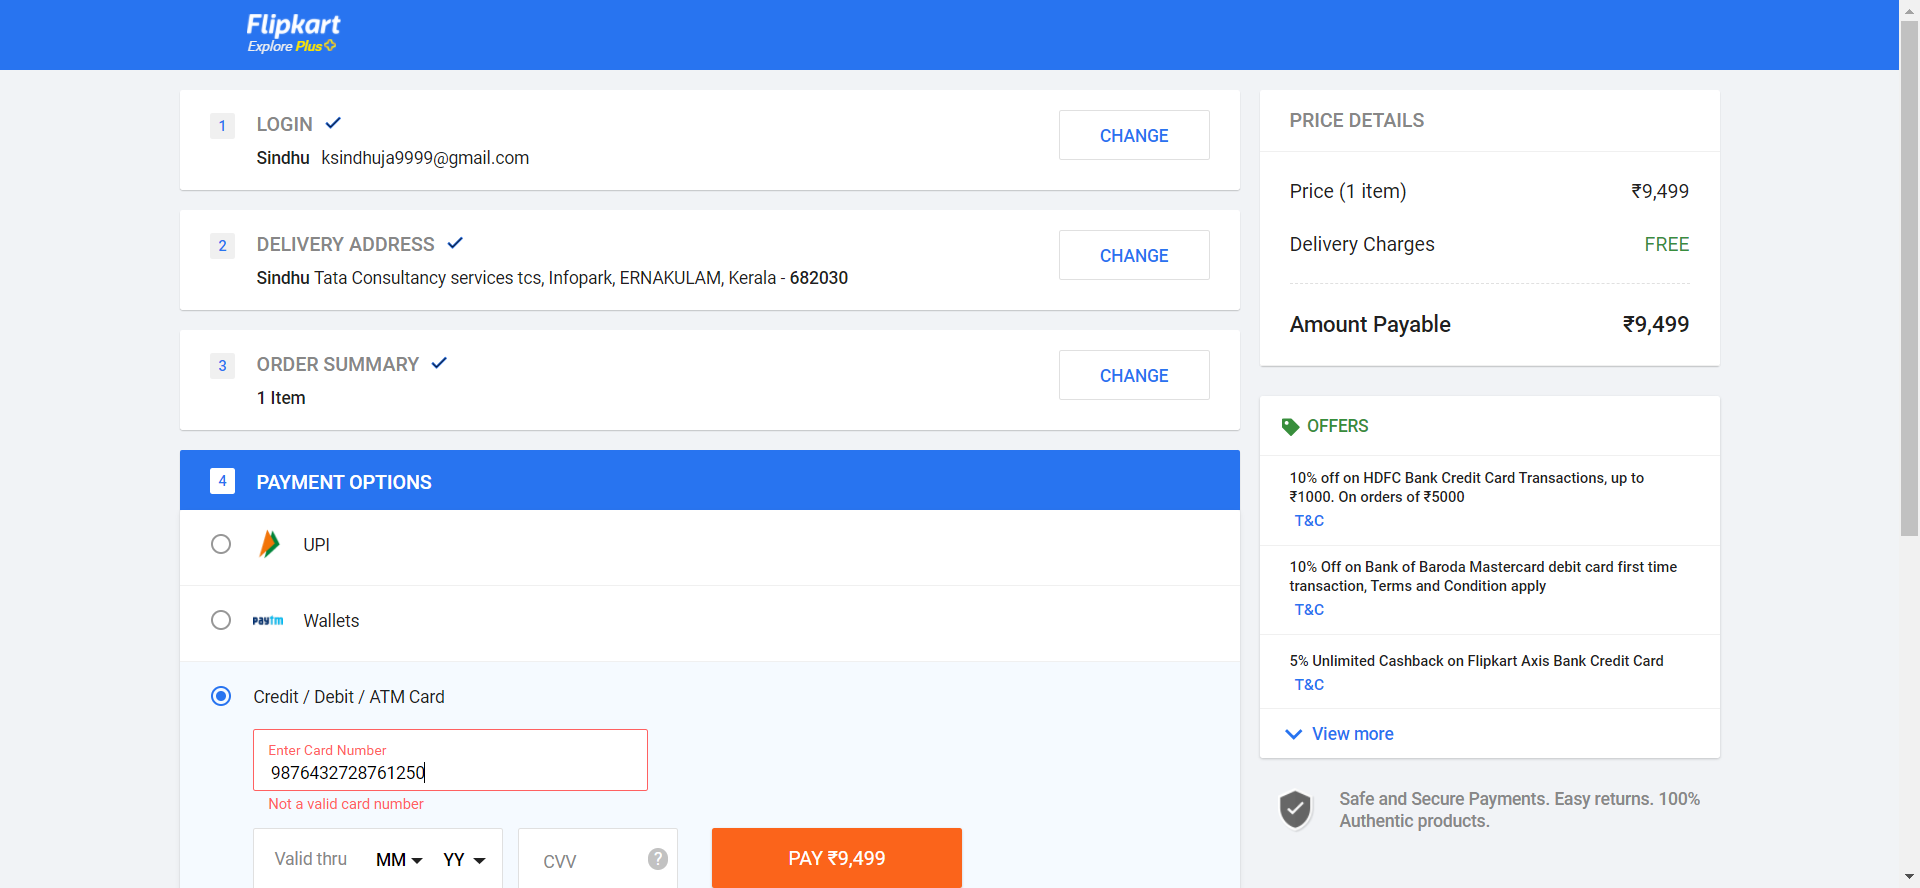 Flipkart
Explore Plus
1 LOGIN
Sindhu ksindhuja9999@gmail.com
CHANGE
2 DELIVERY ADDRESS
Sindhu Tata Consultancy services tcs, Infopark, ERNAKULAM, Kerala - 682030
CHANGE
3 ORDER SUMMARY
1 Item
CHANGE
4 PAYMENT OPTIONS
UPI
paytm Wallets
Credit / Debit / ATM Card
Enter Card Number
9876432728761250
Not a valid card number
Valid thru MM YY CVV ? PAY ₹9,499
PRICE DETAILS
Price (1 item) ₹9,499
Delivery Charges FREE
Amount Payable ₹9,499
OFFERS
10% off on HDFC Bank Credit Card Transactions, up to
₹1000. On orders of ₹5000
T&C
10% Off on Bank of Baroda Mastercard debit card first time
transaction, Terms and Condition apply
T&C
5% Unlimited Cashback on Flipkart Axis Bank Credit Card
T&C
View more
Safe and Secure Payments. Easy returns. 100%
Authentic products.